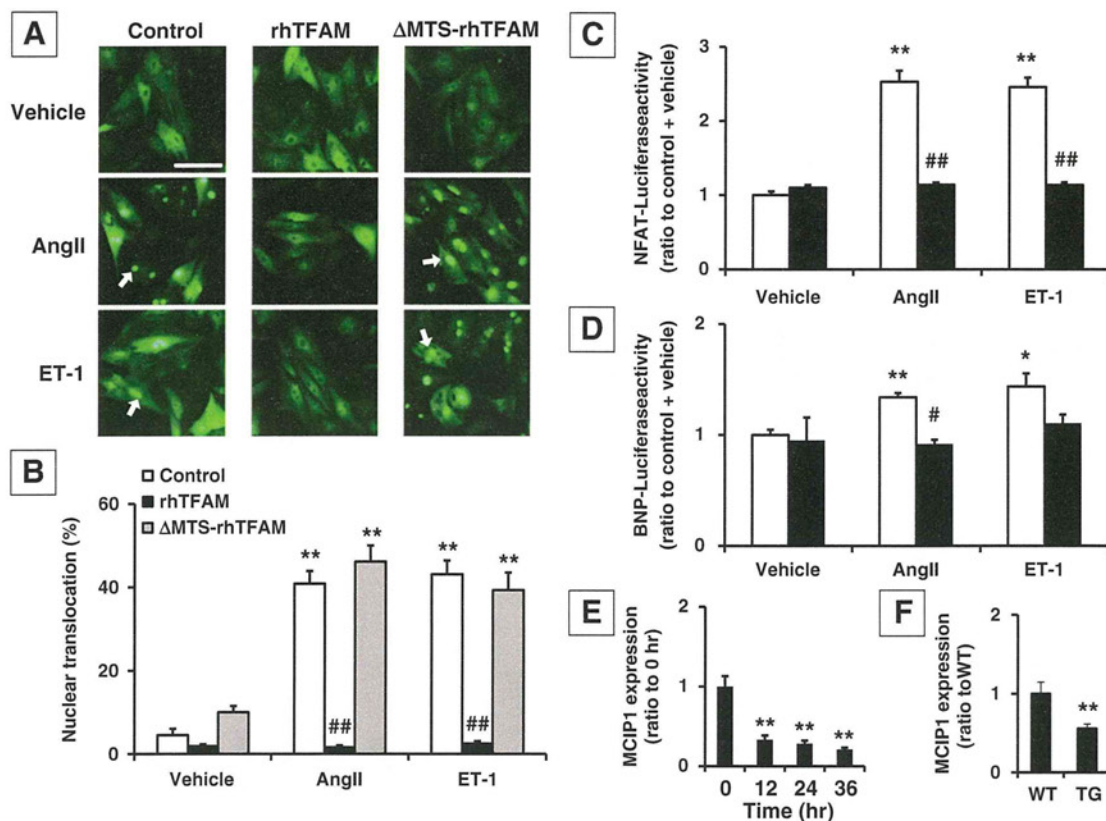 A
Control
rhTFAM
ΔMTS-rhTFAM
Vehicle
AngII
ET-1
B
Control
rhTFAM
ΔMTS-rhTFAM
Nuclear translocation (%)
60
40
20
0
**
##
**
**
##
**
Vehicle
AngII
ET-1
C
NFAT-Luciferaseactivity
(ratio to control + vehicle)
3
2
1
0
**
##
**
##
Vehicle
AngII
ET-1
D
BNP-Luciferaseactivity
(ratio to control + vehicle)
2
1
0
**
#
*
Vehicle
AngII
ET-1
E
MCIP1 expression
(ratio to 0 hr)
2
1
0
**
**
**
0
12
24
36
Time (hr)
F
MCIP1 expression
(ratio toWT)
2
1
0
**
WT
TG